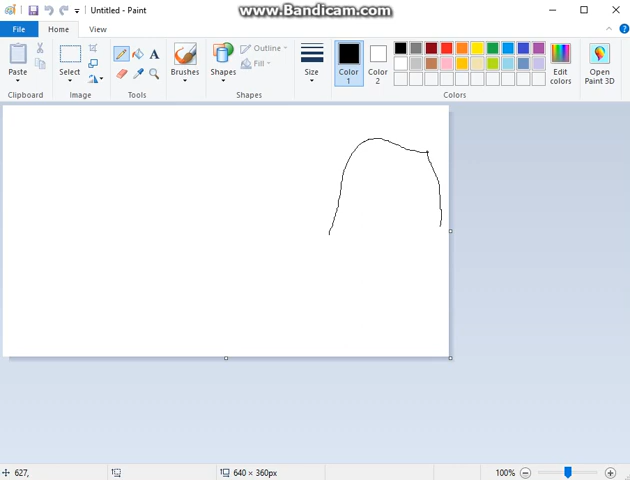 Untitled - Paint
www.Bandicam.com
File
Home
View
Paste
Select
Brushes
Shapes
Outline
Fill
Size
Color 1
Color 2
Edit colors
Open Paint 3D
Clipboard
Image
Tools
Shapes
Colors
627,
640 × 360px
100%